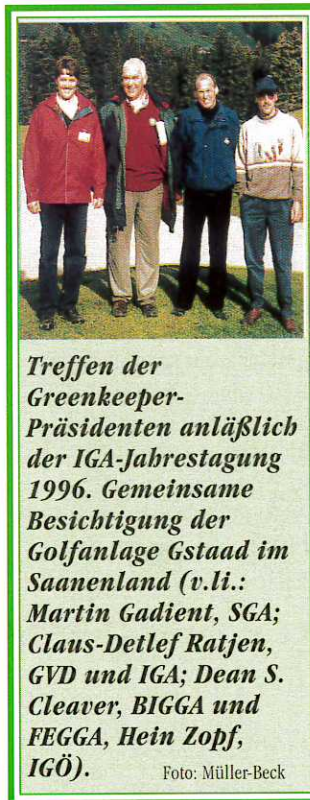 Treffen der
Greenkeeper-
Präsidenten anläßlich
der IGA-Jahrestagung
1996. Gemeinsame
Besichtigung der
Golfanlage Gstaad im
Saanenland (v.li.:
Martin Gadient, SGA;
Claus-Detlef Ratjen,
GVD und IGA; Dean S.
Cleaver, BIGGA und
FEGGA, Hein Zopf,
IGÖ). Foto: Müller-Beck